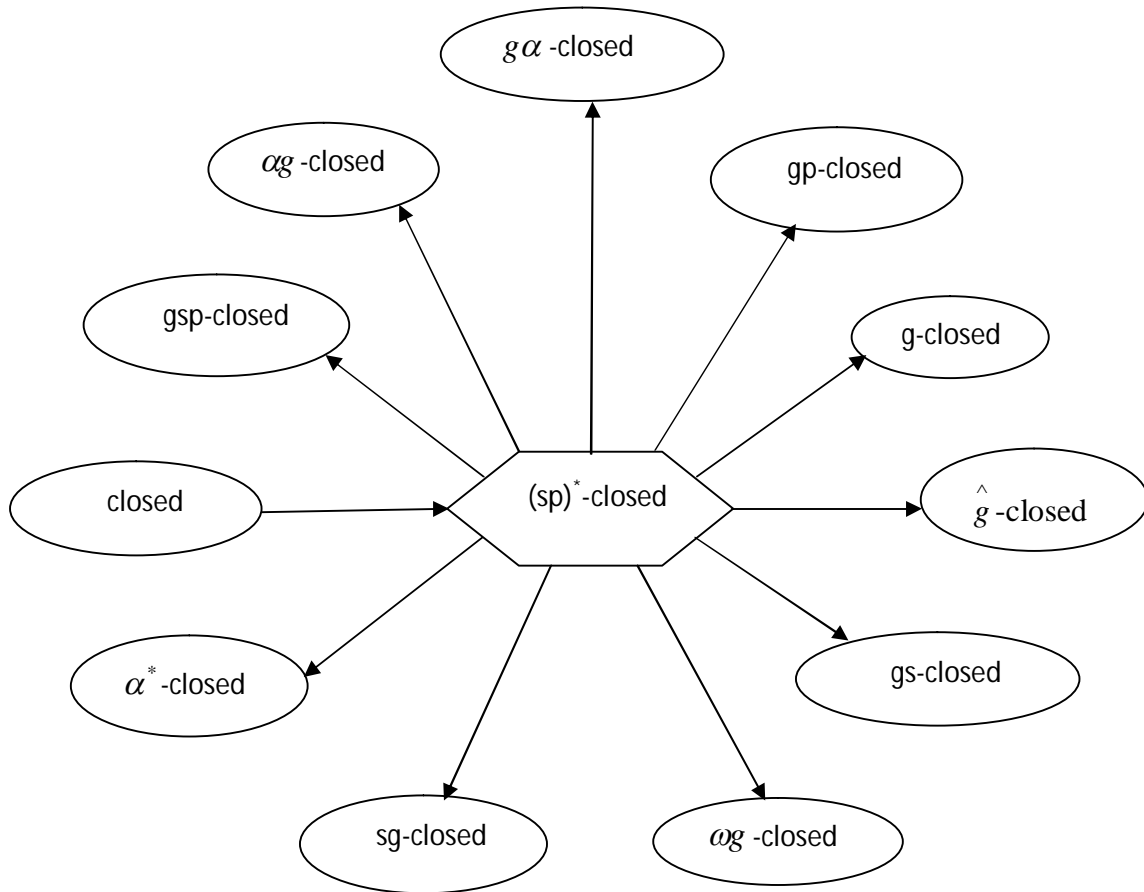 gα -closed
αg -closed
gp-closed
gsp-closed
g-closed
closed
(sp)*-closed
ĝ -closed
α*-closed
gs-closed
sg-closed
ωg -closed